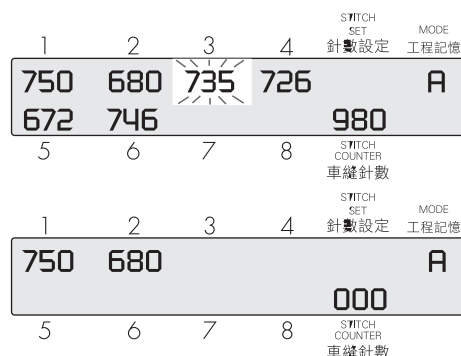 STITCH
SET MODE
1 2 3 4 針數設定 工程記憶
750 680 735 726 A
672 746 980
5 6 7 8 STITCH
COUNTER
車縫針數
STITCH
SET MODE
1 2 3 4 針數設定 工程記憶
750 680 A
000
5 6 7 8 STITCH
COUNTER
車縫針數